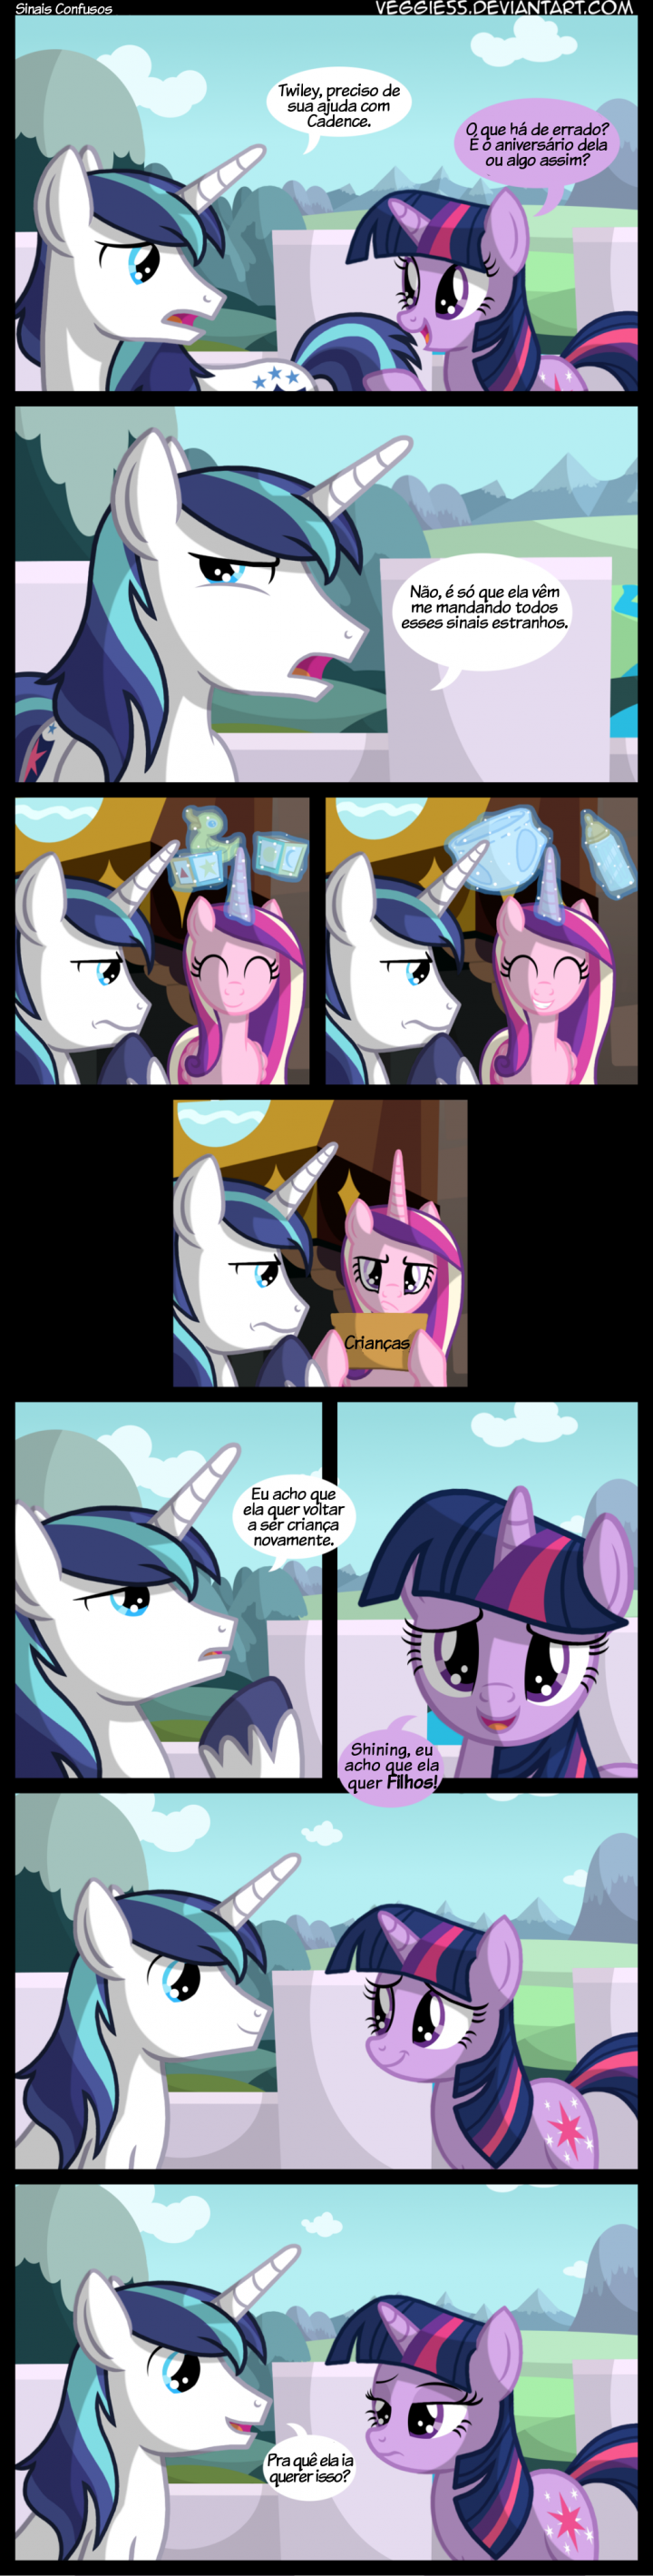 Sinais Confusos
VEGGIE55.DEVIANTART.COM
Twiley, preciso de
sua ajuda com
Cadence.
O que há de errado?
É o aniversário dela
ou algo assim?
Não, é só que ela vêm
me mandando todos
esses sinais estranhos.
Crianças
Eu acho que
ela quer voltar
a ser criança
novamente.
Shining, eu
acho que ela
quer Filhos!
Pra quê ela ia
querer isso?